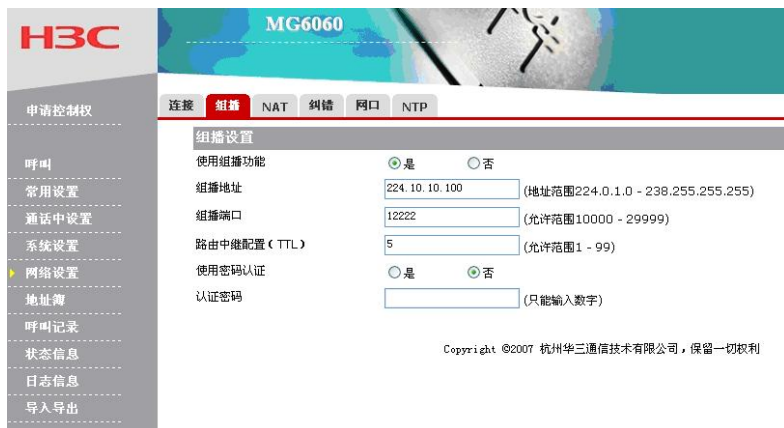 H3C
MG6060
申请控制权
呼叫
常用设置
通话中设置
系统设置
网络设置
地址簿
呼叫记录
状态信息
日志信息
导入导出
连接 组播 NAT 纠错 网口 NTP
组播设置
使用组播功能 是 否
组播地址 224.10.10.100 (地址范围224.0.1.0 - 238.255.255.255)
组播端口 12222 (允许范围10000 - 29999)
路由中继配置(TTL) 5 (允许范围1 - 99)
使用密码认证 是 否
认证密码 (只能输入数字)
Copyright ©2007 杭州华三通信技术有限公司,保留一切权利